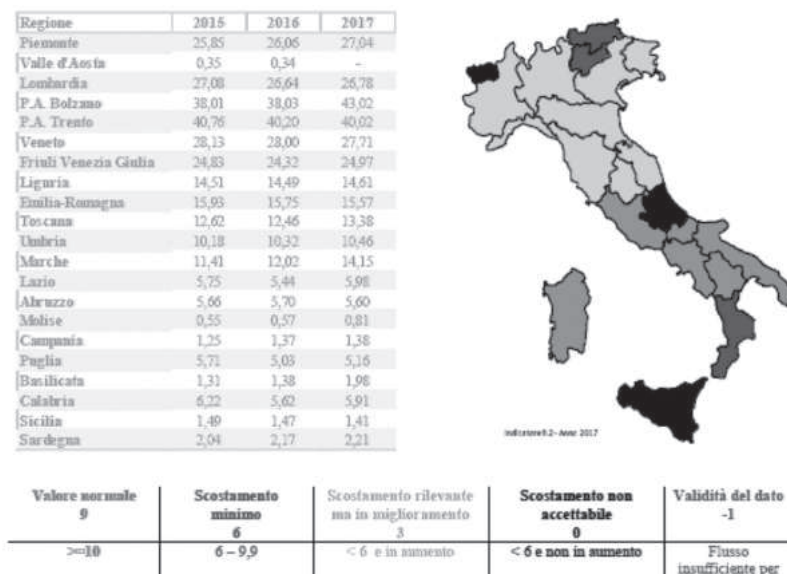 Regione 2015 2016 2017
Piemonte 25,85 26,06 27,04
Valle d'Aosta 0,35 0,34 -
Lombardia 27,08 26,64 26,78
P.A. Bolzano 38,01 38,03 43,02
P.A. Trento 40,76 40,20 40,02
Veneto 28,13 28,00 27,71
Friuli Venezia Giulia 24,83 24,32 24,97
Liguria 14,51 14,49 14,61
Emilia-Romagna 15,93 15,75 15,57
Toscana 12,62 12,46 13,38
Umbria 10,18 10,32 10,46
Marche 11,41 12,02 14,15
Lazio 5,75 5,44 5,98
Abruzzo 5,66 5,70 5,60
Molise 0,55 0,57 0,81
Campania 1,25 1,37 1,38
Puglia 5,71 5,03 5,16
Basilicata 1,31 1,38 1,98
Calabria 6,22 5,62 5,91
Sicilia 1,49 1,47 1,41
Sardegna 2,04 2,17 2,21
Indicatore 9.2 - Anno 2017
Valore normale Scostamento Scostamento rilevante Scostamento non Validità del dato
9 minimo ma in miglioramento accettabile -1
6 3 0
>=10 6 – 9,9 < 6 e in aumento < 6 e non in aumento Flusso
insufficiente per